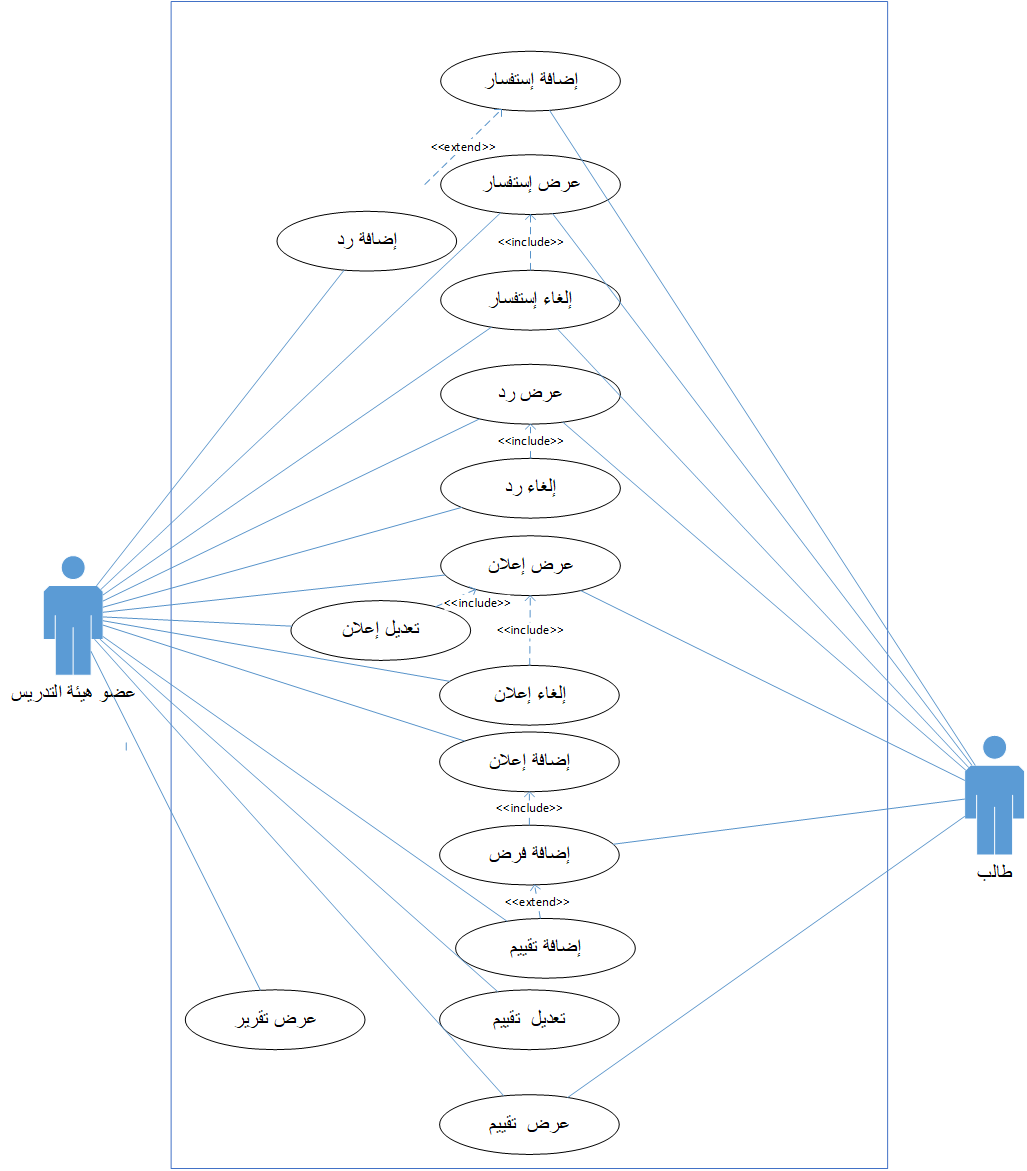 إضافة إستفسار
<<extend>>
عرض إستفسار
إضافة رد
<<include>>
إلغاء إستفسار
عرض رد
<<include>>
إلغاء رد
عرض إعلان
<<include>>
تعديل إعلان
<<include>>
إلغاء إعلان
عضو هيئة التدريس
إضافة إعلان
<<include>>
إضافة فرض
طالب
<<extend>>
إضافة تقييم
عرض تقرير
تعديل تقييم
عرض تقييم